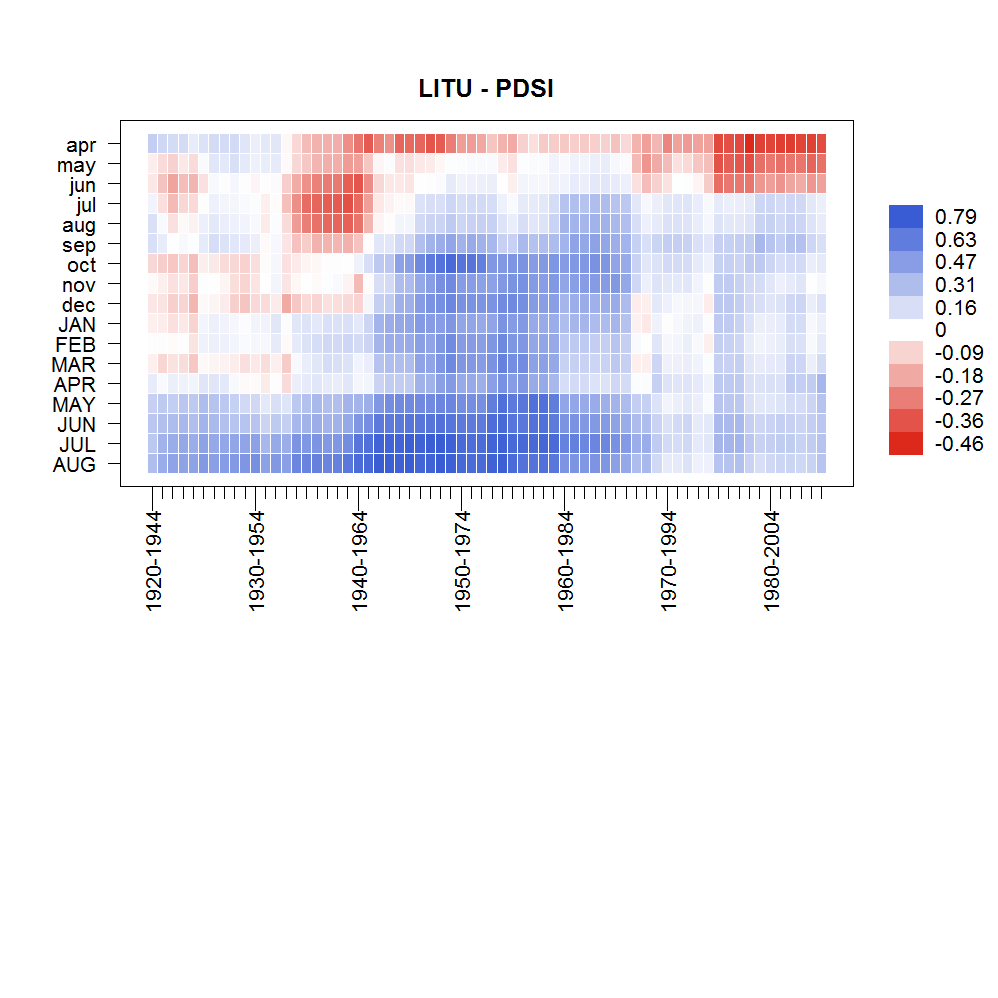 LITU - PDSI
apr
may
jun
jul
aug
sep
oct
nov
dec
JAN
FEB
MAR
APR
MAY
JUN
JUL
AUG
1920-1944
1930-1954
1940-1964
1950-1974
1960-1984
1970-1994
1980-2004
0.79
0.63
0.47
0.31
0.16
0
-0.09
-0.18
-0.27
-0.36
-0.46